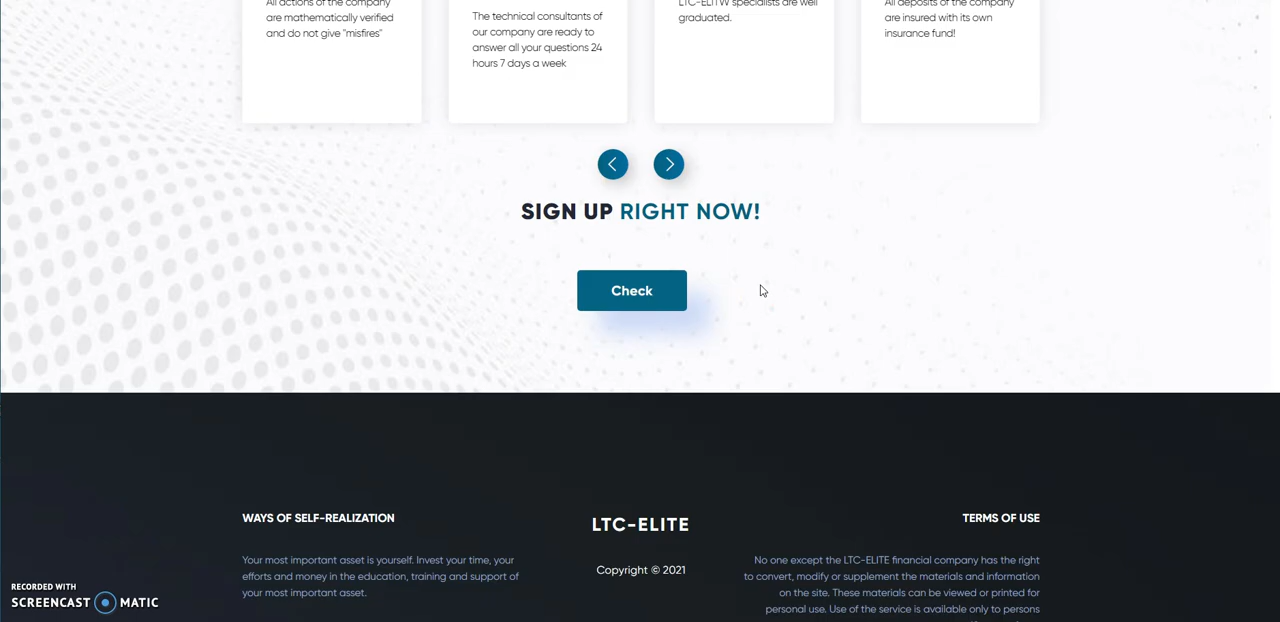 All actions of the company
are mathematically verified
and do not give "misfires"
The technical consultants of
our company are ready to
answer all your questions 24
hours 7 days a week
LTC-ELITW specialists are well
graduated.
All deposits of the company
are insured with its own
insurance fund!
SIGN UP RIGHT NOW!
Check
WAYS OF SELF-REALIZATION
Your most important asset is yourself. Invest your time, your
efforts and money in the education, training and support of
your most important asset.
LTC-ELITE
Copyright © 2021
TERMS OF USE
No one except the LTC-ELITE financial company has the right
to convert, modify or supplement the materials and information
on the site. These materials can be viewed or printed for
personal use. Use of the service is available only to persons
RECORDED WITH
SCREENCAST MATIC